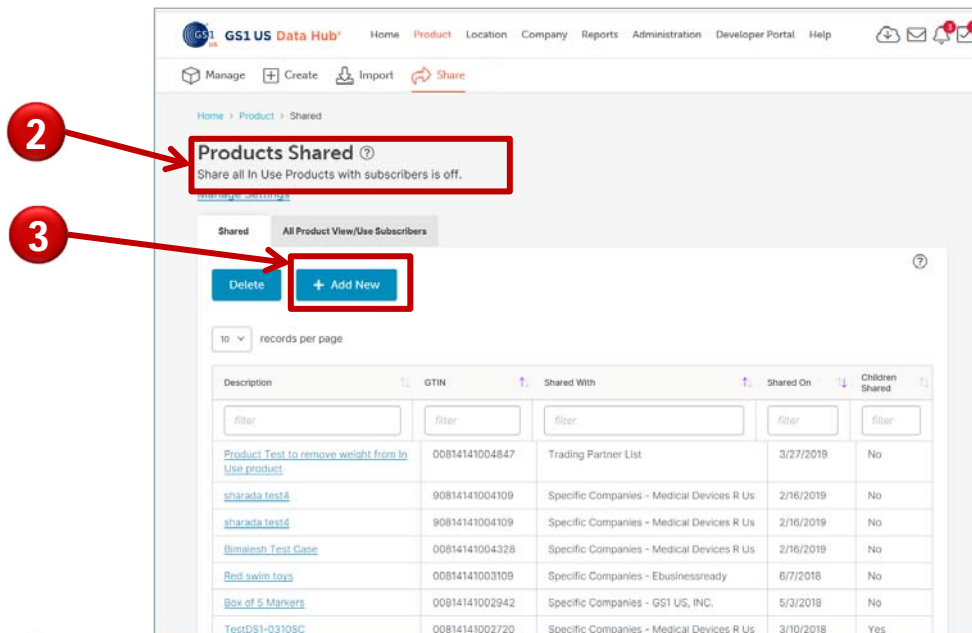 GS1 US
GS1 US Data Hub®
Home Product Location Company Reports Administration Developer Portal Help
3
Manage Create Import Share
Home > Product > Shared
2
Products Shared ?
Share all In Use Products with subscribers is off.
Manage Settings
3
Shared All Product View/Use Subscribers
?
Delete + Add New
10 records per page
Description GTIN Shared With Shared On Children
Shared
filter filter filter filter filter
Product Test to remove weight from In 00814141004847 Trading Partner List 3/27/2019 No
Use product
sharada test4 90814141004109 Specific Companies - Medical Devices R Us 2/16/2019 No
sharada test4 90814141004109 Specific Companies - Medical Devices R Us 2/16/2019 No
Bimalesh Test Case 00814141004328 Specific Companies - Medical Devices R Us 2/16/2019 No
Red swim toys 00814141003109 Specific Companies - Ebusinessready 6/7/2018 No
Box of 5 Markers 00814141002942 Specific Companies - GS1 US, INC. 5/3/2018 No
TestDS1-0310SC 00814141002720 Specific Companies - Medical Devices R Us 3/10/2018 Yes